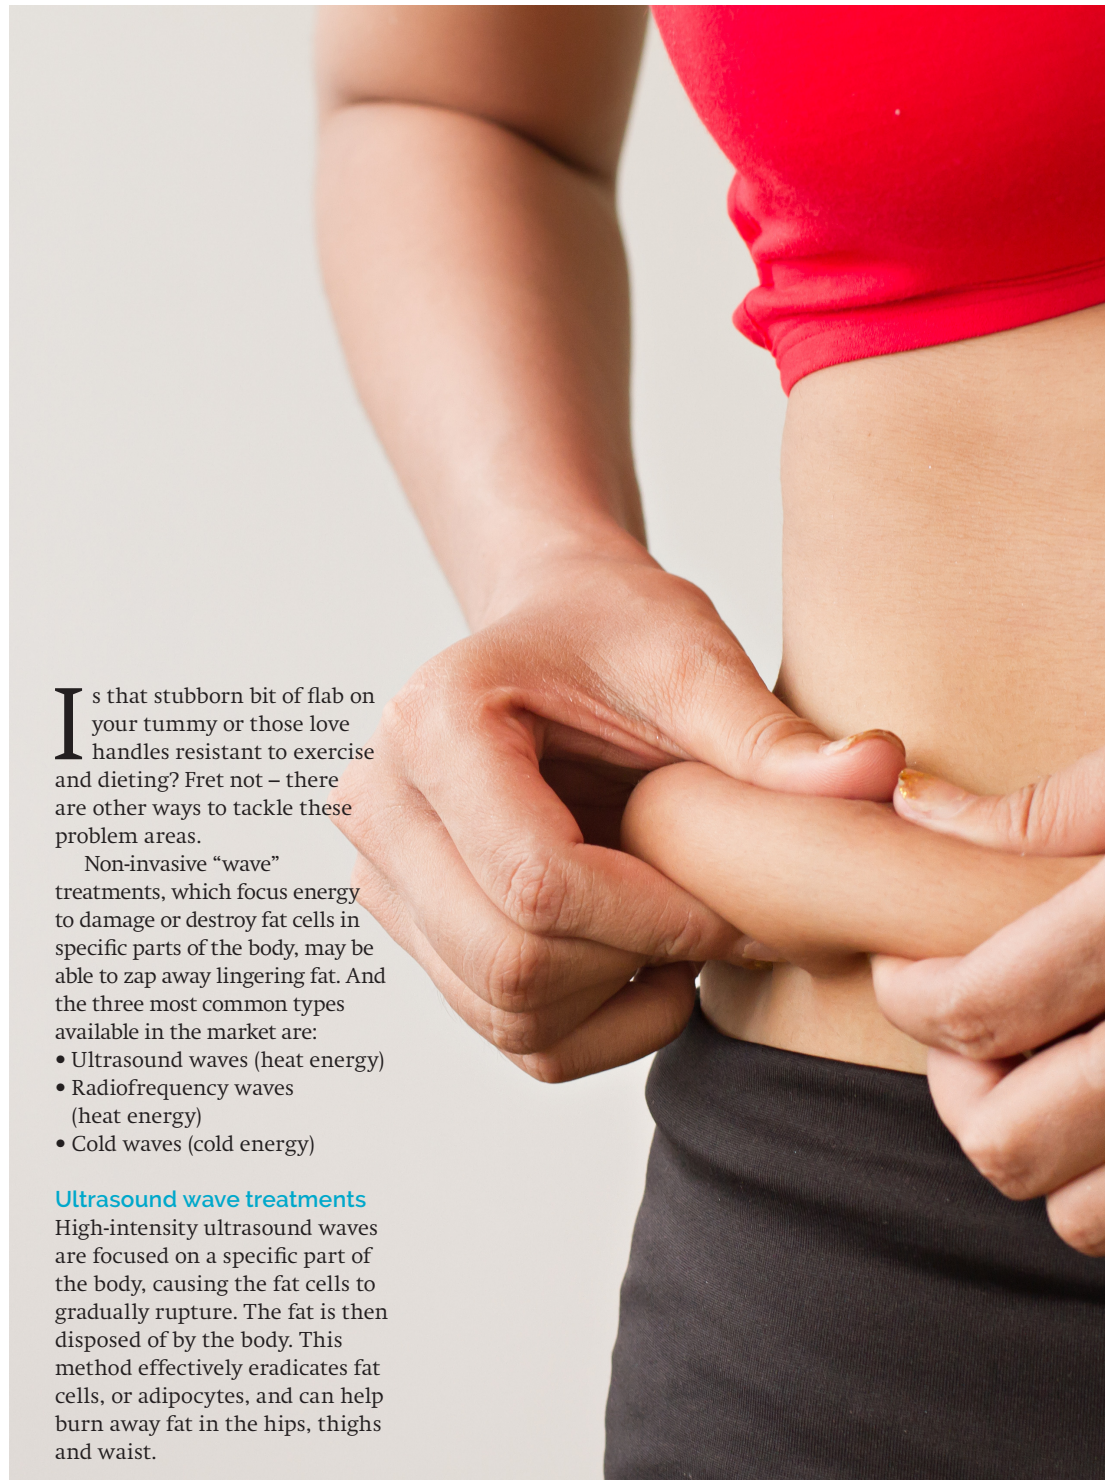 Is that stubborn bit of flab on
your tummy or those love
handles resistant to exercise
and dieting? Fret not – there
are other ways to tackle these
problem areas.
Non-invasive “wave”
treatments, which focus energy
to damage or destroy fat cells in
specific parts of the body, may be
able to zap away lingering fat. And
the three most common types
available in the market are:
• Ultrasound waves (heat energy)
• Radiofrequency waves
(heat energy)
• Cold waves (cold energy)
Ultrasound wave treatments
High-intensity ultrasound waves
are focused on a specific part of
the body, causing the fat cells to
gradually rupture. The fat is then
disposed of by the body. This
method effectively eradicates fat
cells, or adipocytes, and can help
burn away fat in the hips, thighs
and waist.